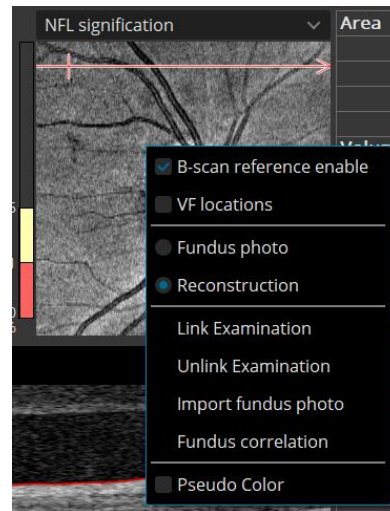 NFL signification
Area
B-scan reference enable
VF locations
Fundus photo
Reconstruction
Link Examination
Unlink Examination
Import fundus photo
Fundus correlation
Pseudo Color